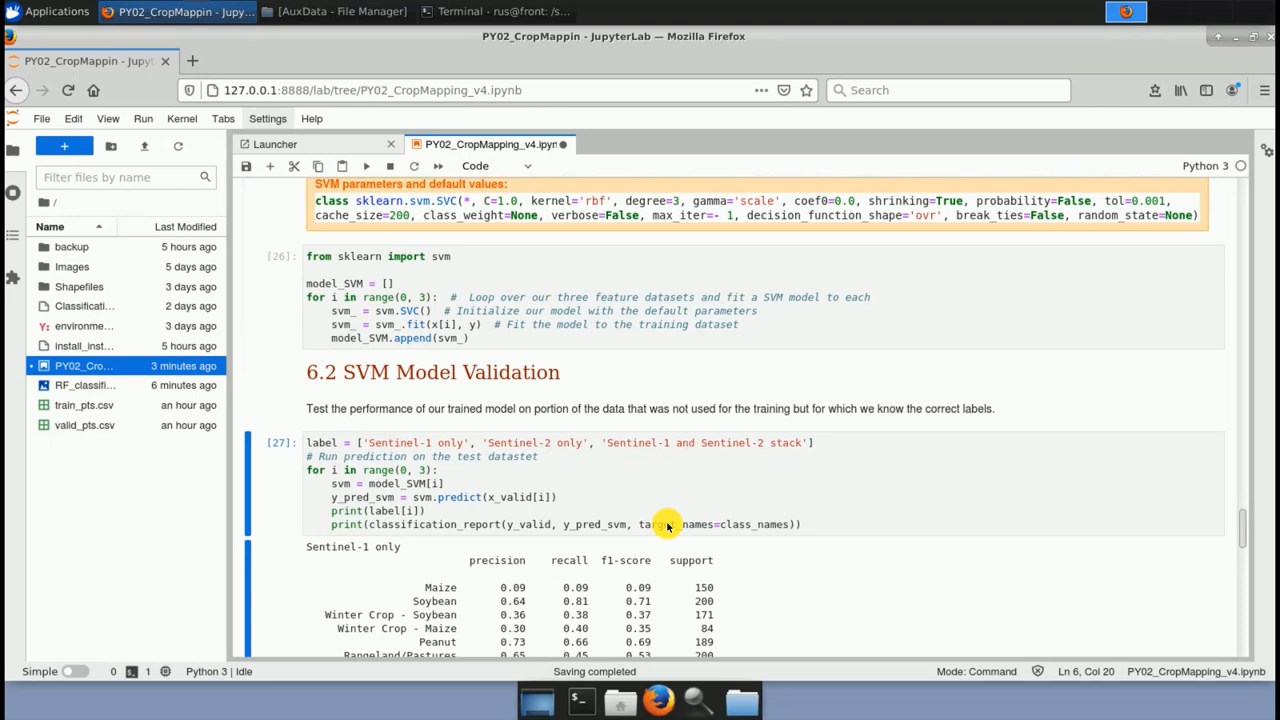 Applications
PY02_CropMappin - Jupy...
[AuxData - File Manager]
Terminal - rus@front: /s...
PY02_CropMappin - JupyterLab — Mozilla Firefox
PY02_CropMappin - Jupyt
127.0.0.1:8888/lab/tree/PY02_CropMapping_v4.ipynb
Search
File Edit View Run Kernel Tabs Settings Help
Launcher
PY02_CropMapping_v4.ipyn
Code
Python 3
Filter files by name
/
Name Last Modified
backup 5 hours ago
Images 5 days ago
Shapefiles 3 days ago
Classificati... 2 days ago
environme... 3 days ago
install_inst... 5 hours ago
PY02_Cro... 3 minutes ago
RF_classifi... 6 minutes ago
train_pts.csv an hour ago
valid_pts.csv an hour ago
SVM parameters and default values:
class sklearn.svm.SVC(*, C=1.0, kernel='rbf', degree=3, gamma='scale', coef0=0.0, shrinking=True, probability=False, tol=0.001,
cache_size=200, class_weight=None, verbose=False, max_iter=- 1, decision_function_shape='ovr', break_ties=False, random_state=None)
[26]: from sklearn import svm
model_SVM = []
for i in range(0, 3): # Loop over our three feature datasets and fit a SVM model to each
svm_ = svm.SVC() # Initialize our model with the default parameters
svm_ = svm_.fit(x[i], y) # Fit the model to the training dataset
model_SVM.append(svm_)
6.2 SVM Model Validation
Test the performance of our trained model on portion of the data that was not used for the training but for which we know the correct labels.
[27]: label = ['Sentinel-1 only', 'Sentinel-2 only', 'Sentinel-1 and Sentinel-2 stack']
# Run prediction on the test datastet
for i in range(0, 3):
svm = model_SVM[i]
y_pred_svm = svm.predict(x_valid[i])
print(label[i])
print(classification_report(y_valid, y_pred_svm, target_names=class_names))
Sentinel-1 only
precision recall f1-score support
Maize 0.09 0.09 0.09 150
Soybean 0.64 0.81 0.71 200
Winter Crop - Soybean 0.36 0.38 0.37 171
Winter Crop - Maize 0.30 0.40 0.35 84
Peanut 0.73 0.66 0.69 189
Rangeland/Pastures 0.65 0.45 0.53 200
Simple 0 1 Python 3 | Idle
Saving completed
Mode: Command
Ln 6, Col 20
PY02_CropMapping_v4.ipynb